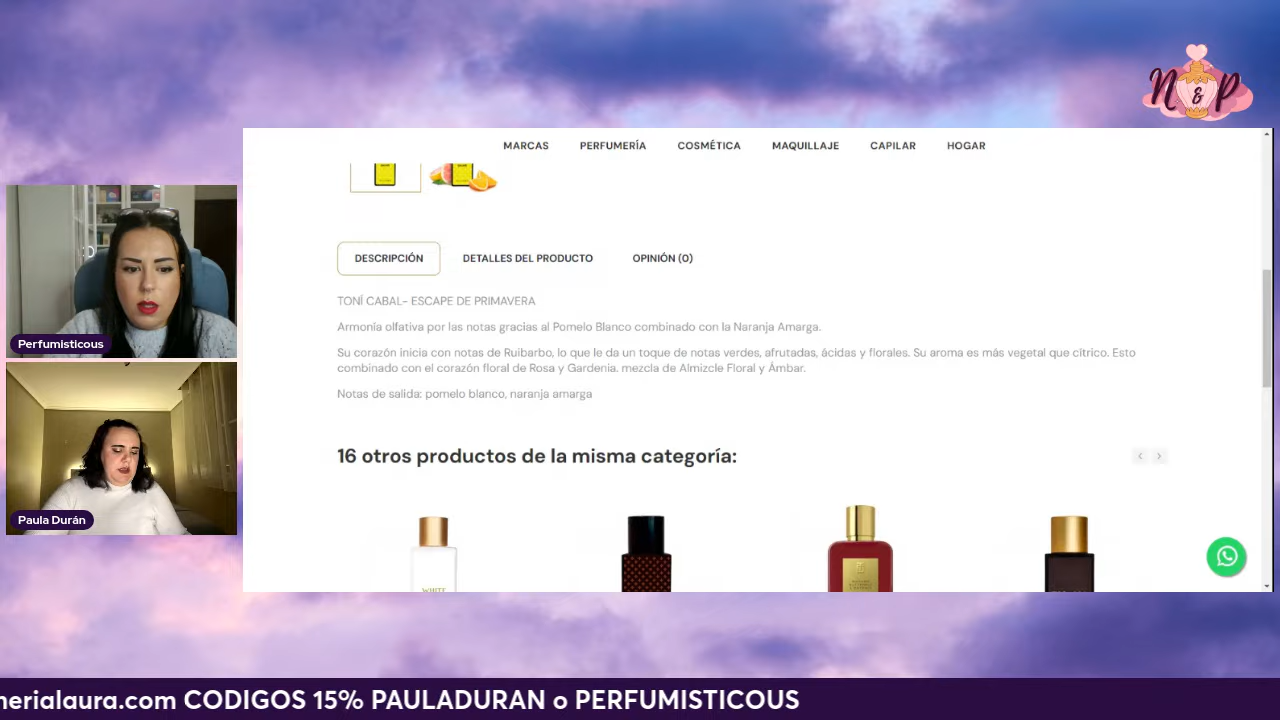 N & P
MARCAS PERFUMERÍA COSMÉTICA MAQUILLAJE CAPILAR HOGAR
DESCRIPCIÓN DETALLES DEL PRODUCTO OPINIÓN (0)
TONÍ CABAL- ESCAPE DE PRIMAVERA
Armonía olfativa por las notas gracias al Pomelo Blanco combinado con la Naranja Amarga.
Su corazón inicia con notas de Ruibarbo, lo que le da un toque de notas verdes, afrutadas, ácidas y florales. Su aroma es más vegetal que cítrico. Esto
combinado con el corazón floral de Rosa y Gardenia. mezcla de Almizcle Floral y Ámbar.
Notas de salida: pomelo blanco, naranja amarga
16 otros productos de la misma categoría:
WHITE
Perfumisticous
Paula Durán
nerialaura.com CODIGOS 15% PAULADURAN o PERFUMISTICOUS